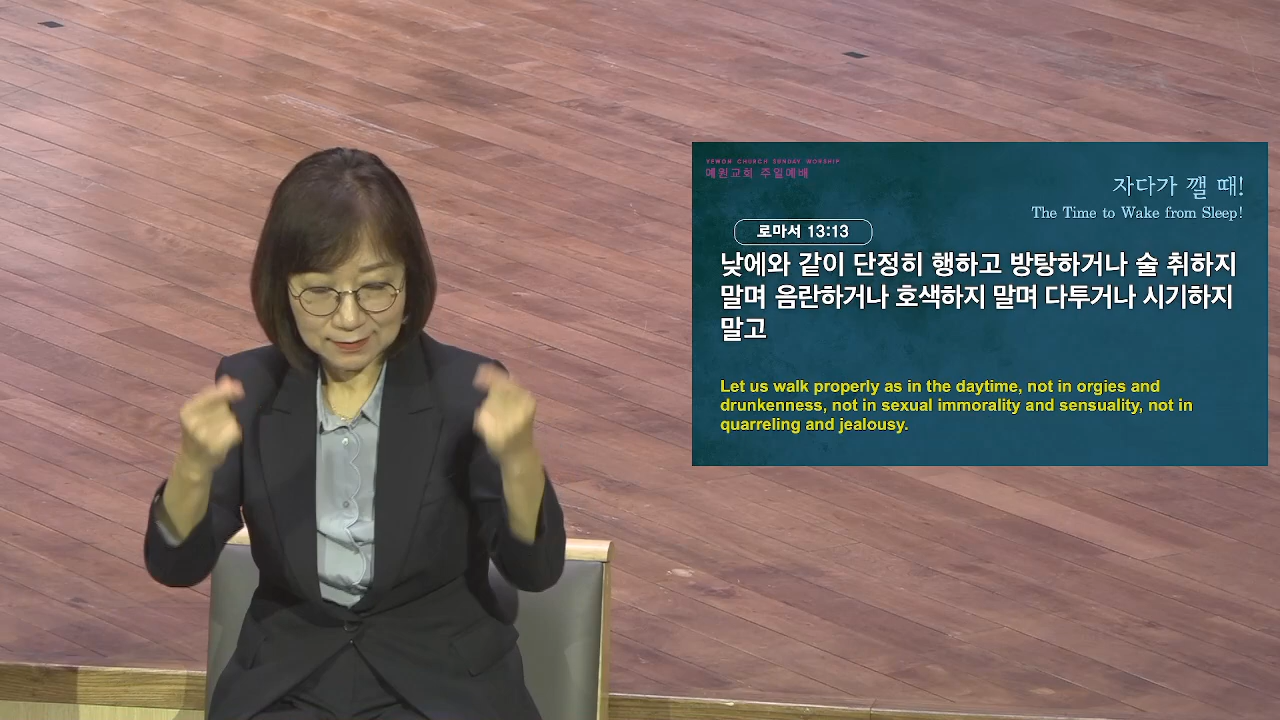 YEWON CHURCH SUNDAY WORSHIP
예원교회 주일예배
자다가 깰 때!
The Time to Wake from Sleep!
로마서 13:13
낮에와 같이 단정히 행하고 방탕하거나 술 취하지
말며 음란하거나 호색하지 말며 다투거나 시기하지
말고
Let us walk properly as in the daytime, not in orgies and
drunkenness, not in sexual immorality and sensuality, not in
quarreling and jealousy.